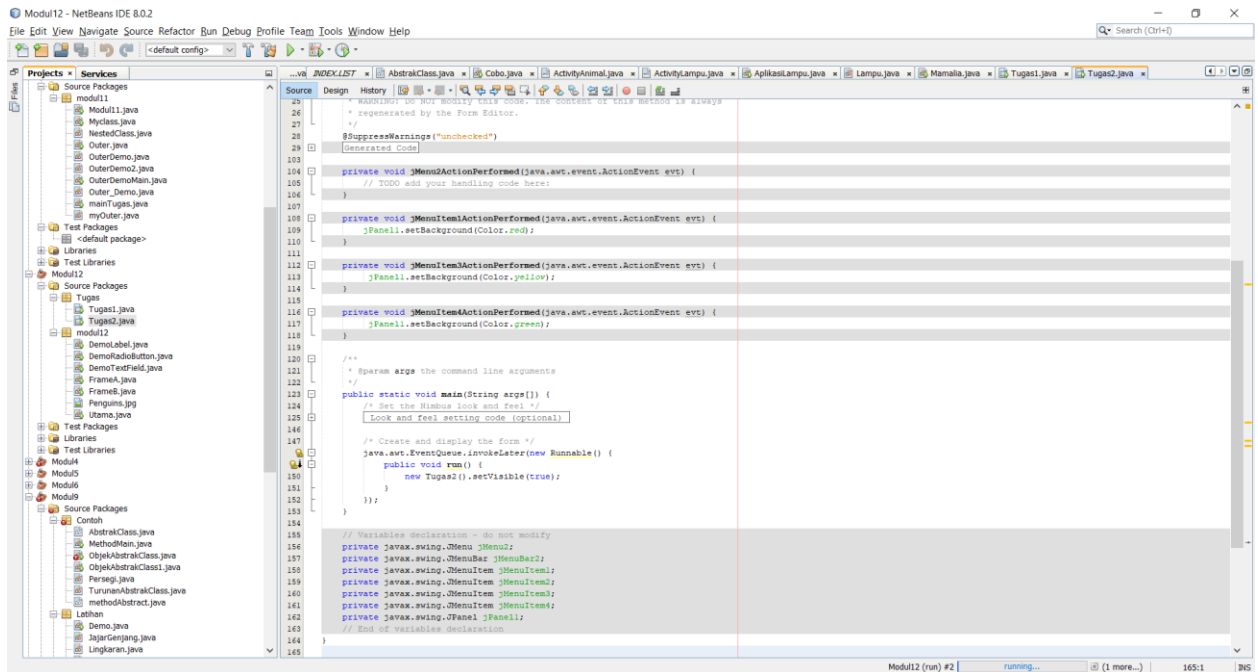 Modul12 - NetBeans IDE 8.0.2
File Edit View Navigate Source Refactor Run Debug Profile Team Tools Window Help
Search (Ctrl+I)
<default config>
Files
Projects Services
Source Packages
modul11
Modul11.java
Myclass.java
NestedClass.java
Outer.java
OuterDemo.java
OuterDemo2.java
OuterDemoMain.java
Outer_Demo.java
mainTugas.java
myOuter.java
Test Packages
<default package>
Libraries
Test Libraries
Modul12
Source Packages
Tugas
Tugas1.java
Tugas2.java
modul12
DemoLabel.java
DemoRadioButton.java
DemoTextField.java
FrameA.java
FrameB.java
Penguins.jpg
Utama.java
Test Packages
Libraries
Test Libraries
Modul4
Modul5
Modul6
Modul9
Source Packages
Contoh
AbstrakClass.java
MethodMain.java
ObjekAbstrakClass.java
ObjekAbstrakClass1.java
Persegi.java
TurunanAbstrakClass.java
methodAbstract.java
Latihan
Demo.java
JajarGenjang.java
Lingkaran.java
...va INDEX.LIST AbstrakClass.java Cobo.java ActivityAnimal.java ActivityLampu.java AplikasiLampu.java Lampu.java Mamalia.java Tugas1.java Tugas2.java
Source Design History
25 * WARNING: Do NOT modify this code. The content of this method is always
26 * regenerated by the Form Editor.
27 */
28 @SuppressWarnings("unchecked")
29 Generated Code
103
104 private void jMenu2ActionPerformed(java.awt.event.ActionEvent evt) {
105 // TODO add your handling code here:
106 }
107
108 private void jMenuItem1ActionPerformed(java.awt.event.ActionEvent evt) {
109 jPanel1.setBackground(Color.red);
110 }
111
112 private void jMenuItem3ActionPerformed(java.awt.event.ActionEvent evt) {
113 jPanel1.setBackground(Color.yellow);
114 }
115
116 private void jMenuItem4ActionPerformed(java.awt.event.ActionEvent evt) {
117 jPanel1.setBackground(Color.green);
118 }
119
120 /**
121 * @param args the command line arguments
122 */
123 public static void main(String args[]) {
124 /* Set the Nimbus look and feel */
125 Look and feel setting code (optional)
146
147 /* Create and display the form */
java.awt.EventQueue.invokeLater(new Runnable() {
public void run() {
150 new Tugas2().setVisible(true);
151 }
152 });
153 }
154
155 // Variables declaration - do not modify
156 private javax.swing.JMenu jMenu2;
157 private javax.swing.JMenuBar jMenuBar2;
158 private javax.swing.JMenuItem jMenuItem1;
159 private javax.swing.JMenuItem jMenuItem2;
160 private javax.swing.JMenuItem jMenuItem3;
161 private javax.swing.JMenuItem jMenuItem4;
162 private javax.swing.JPanel jPanel1;
163 // End of variables declaration
164 }
165
Modul12 (run) #2 running... (1 more...) 165:1 INS